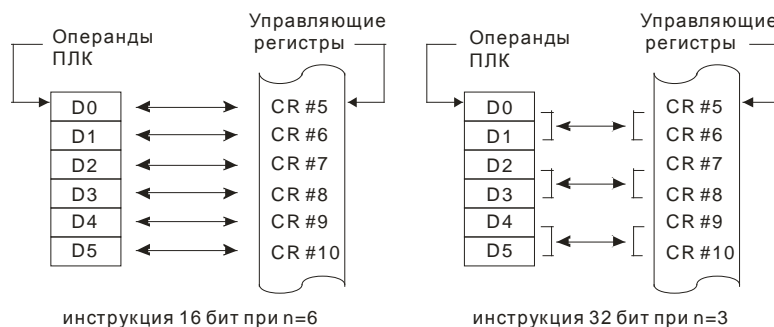 Операнды
ПЛК
Управляющие
регистры
D0
D1
D2
D3
D4
D5
CR #5
CR #6
CR #7
CR #8
CR #9
CR #10
инструкция 16 бит при n=6
Операнды
ПЛК
Управляющие
регистры
D0
D1
D2
D3
D4
D5
CR #5
CR #6
CR #7
CR #8
CR #9
CR #10
инструкция 32 бит при n=3